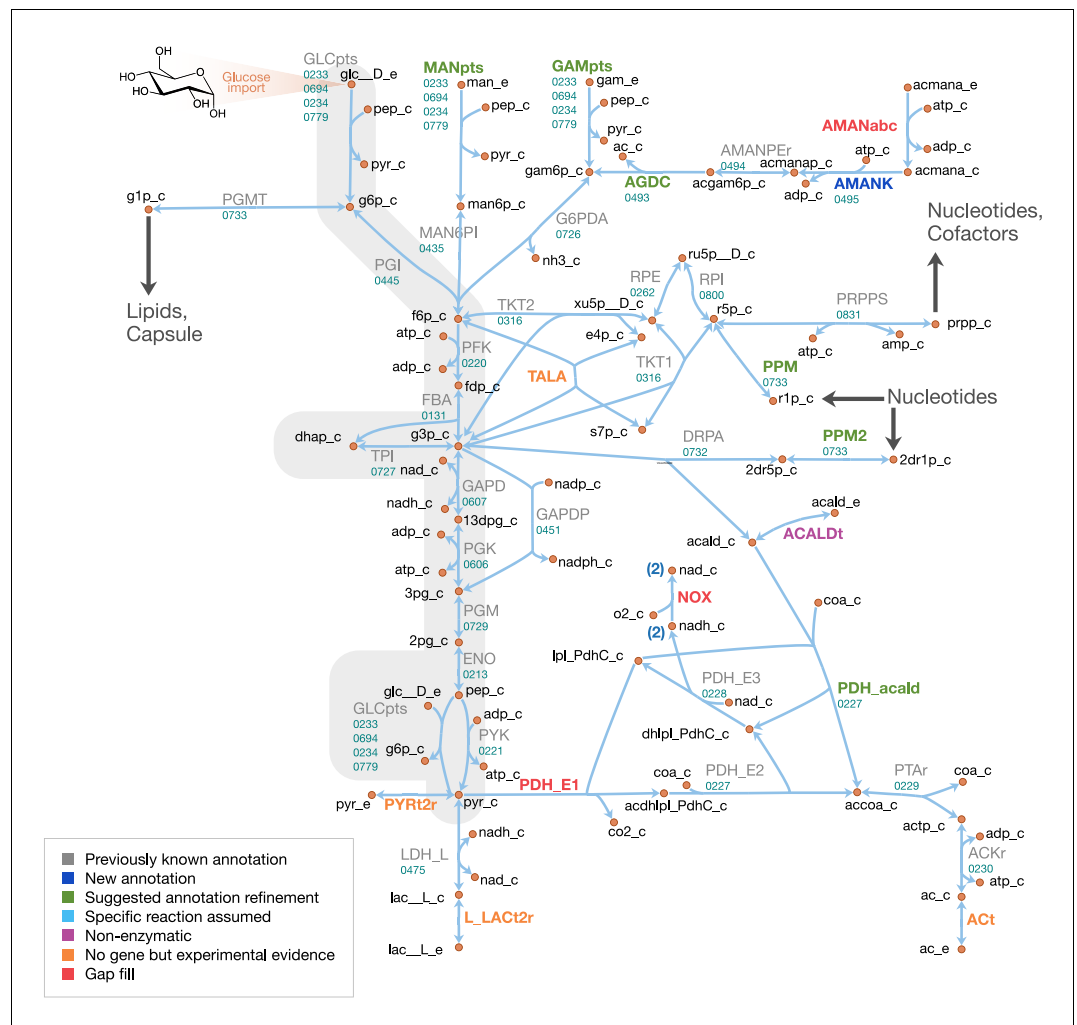 OH
HO
HO
HO
O
OH
OH
Glucose
import
GLCpts
0233
0694
0234
0779
glc__D_e
pep_c
pyr_c
g6p_c
MANpts
0233
0694
0234
0779
man_e
pep_c
pyr_c
man6p_c
GAMpts
0233
0694
0234
0779
gam_e
pep_c
pyr_c
ac_c
gam6p_c
AGDC
0493
AMANPEr
0494
acgam6p_c
acmanap_c
adp_c
atp_c
AMANK
0495
AMANabc
acmana_e
atp_c
adp_c
acmana_c
g1p_c
PGMT
0733
Lipids,
Capsule
PGI
0445
MAN6PI
0435
G6PDA
0726
nh3_c
Nucleotides,
Cofactors
f6p_c
TKT2
0316
xu5p__D_c
RPE
0262
ru5p__D_c
RPI
0800
r5p_c
PRPPS
0831
prpp_c
atp_c
amp_c
atp_c
adp_c
PFK
0220
fdp_c
e4p_c
TALA
TKT1
0316
s7p_c
PPM
0733
r1p_c
Nucleotides
FBA
0131
dhap_c
g3p_c
TPI
0727
DRPA
0732
2dr5p_c
PPM2
0733
2dr1p_c
nad_c
GAPD
0607
nadh_c
13dpg_c
nadp_c
GAPDP
0451
nadph_c
adp_c
PGK
0606
atp_c
3pg_c
acald_e
ACALDt
acald_c
(2)
nad_c
NOX
o2_c
(2)
nadh_c
coa_c
PGM
0729
2pg_c
ENO
0213
lpl_PdhC_c
PDH_E3
0228
nad_c
PDH_acald
0227
dhlpl_PdhC_c
glc__D_e
pep_c
GLCpts
0233
0694
0234
0779
g6p_c
adp_c
PYK
0221
atp_c
pyr_e
PYRt2r
pyr_c
PDH_E1
co2_c
coa_c
acdhlpl_PdhC_c
PDH_E2
0227
accoa_c
PTAr
0229
coa_c
actp_c
adp_c
ACKr
0230
atp_c
ac_c
ACt
ac_e
LDH_L
0475
nadh_c
nad_c
lac__L_c
L_LACt2r
lac__L_e
Previously known annotation
New annotation
Suggested annotation refinement
Specific reaction assumed
Non-enzymatic
No gene but experimental evidence
Gap fill